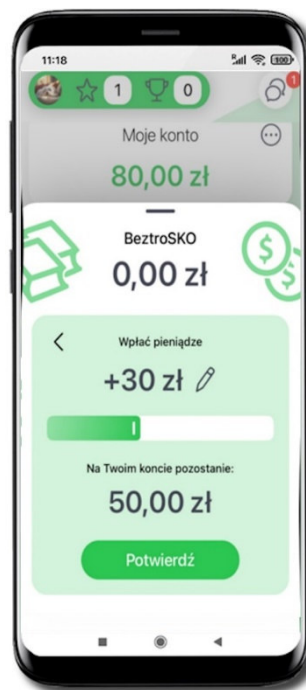 11:18
R
100
1
0
1
Moje konto
80,00 zł
BeztroSKO
0,00 zł
$
$
Wpłać pieniądze
+30 zł
Na Twoim koncie pozostanie:
50,00 zł
Potwierdź